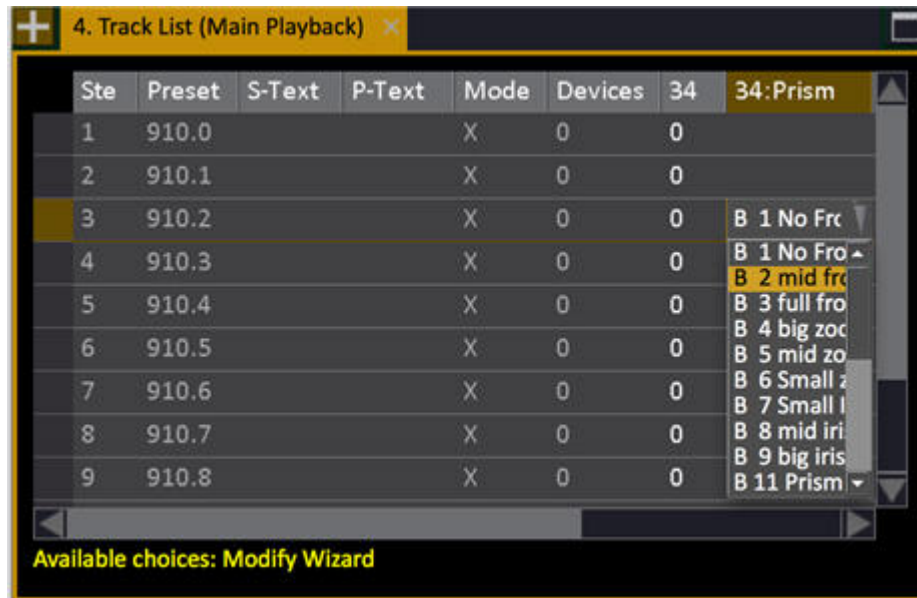 4. Track List (Main Playback)
Ste Preset S-Text P-Text Mode Devices 34 34:Prism
1 910.0 X 0 0
2 910.1 X 0 0
3 910.2 X 0 0 B 1 No Frc
B 1 No Fro
4 910.3 X 0 0
B 2 mid fro
5 910.4 X 0 0 B 3 full fro
B 4 big zoo
6 910.5 X 0 0 B 5 mid zo
B 6 Small z
7 910.6 X 0 0 B 7 Small I
8 910.7 X 0 0 B 8 mid iri
B 9 big iris
9 910.8 X 0 0 B 11 Prism
Available choices: Modify Wizard